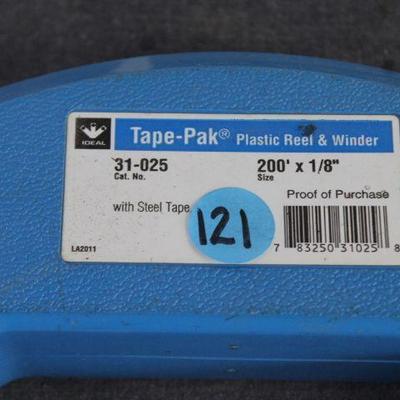 IDEAL
Tape-Pak® Plastic Reel & Winder
31-025 200' x 1/8"
Cat. No. Size
Proof of Purchase
with Steel Tape
121
7 83250 31025 8
LA2011